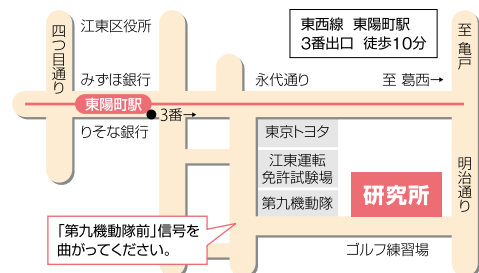 東西線 東陽町駅
3番出口 徒歩10分
四つ目通り
江東区役所
至 亀戸
みずほ銀行
永代通り
至 葛西→
東陽町駅
3番→
りそな銀行
東京トヨタ
江東運転
免許試験場
第九機動隊
研究所
明治通り
「第九機動隊前」信号を
曲がってください。
ゴルフ練習場